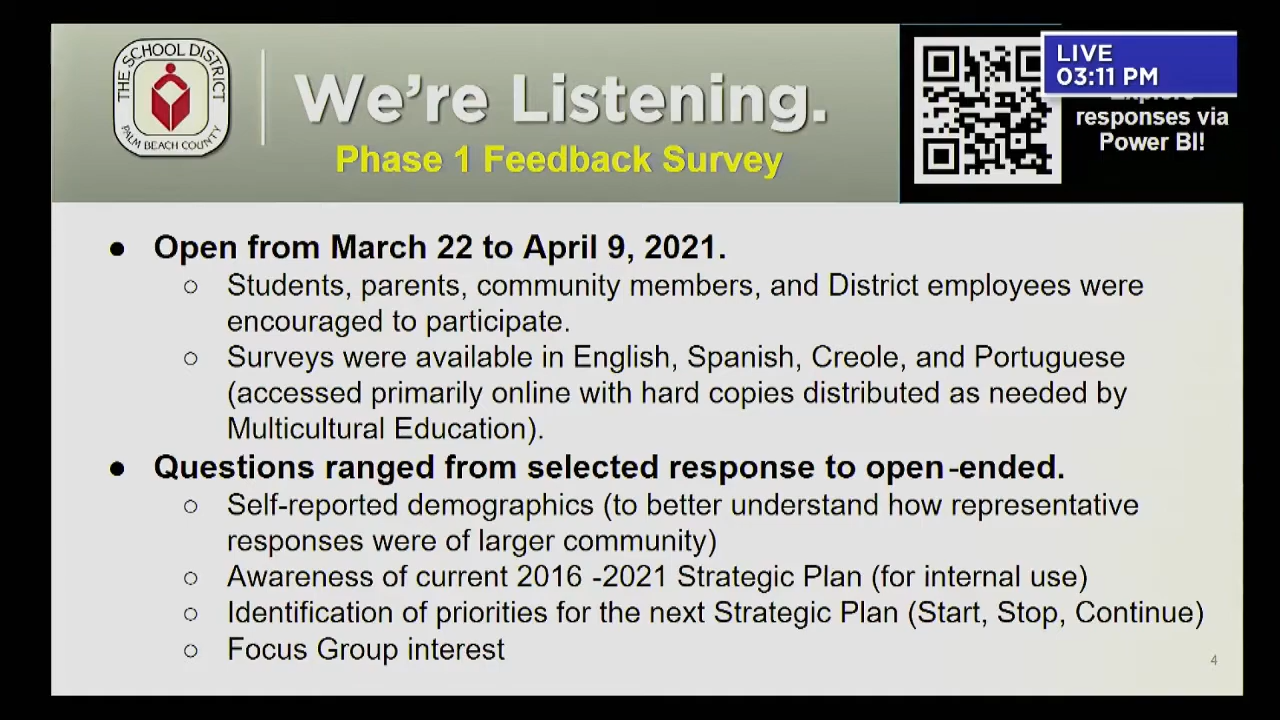 THE SCHOOL DISTRICT
PALM BEACH COUNTY
We're Listening.
Phase 1 Feedback Survey
LIVE
03:11 PM
responses via
Power BI!
● Open from March 22 to April 9, 2021.
○ Students, parents, community members, and District employees were
encouraged to participate.
○ Surveys were available in English, Spanish, Creole, and Portuguese
(accessed primarily online with hard copies distributed as needed by
Multicultural Education).
● Questions ranged from selected response to open-ended.
○ Self-reported demographics (to better understand how representative
responses were of larger community)
○ Awareness of current 2016 -2021 Strategic Plan (for internal use)
○ Identification of priorities for the next Strategic Plan (Start, Stop, Continue)
○ Focus Group interest
4